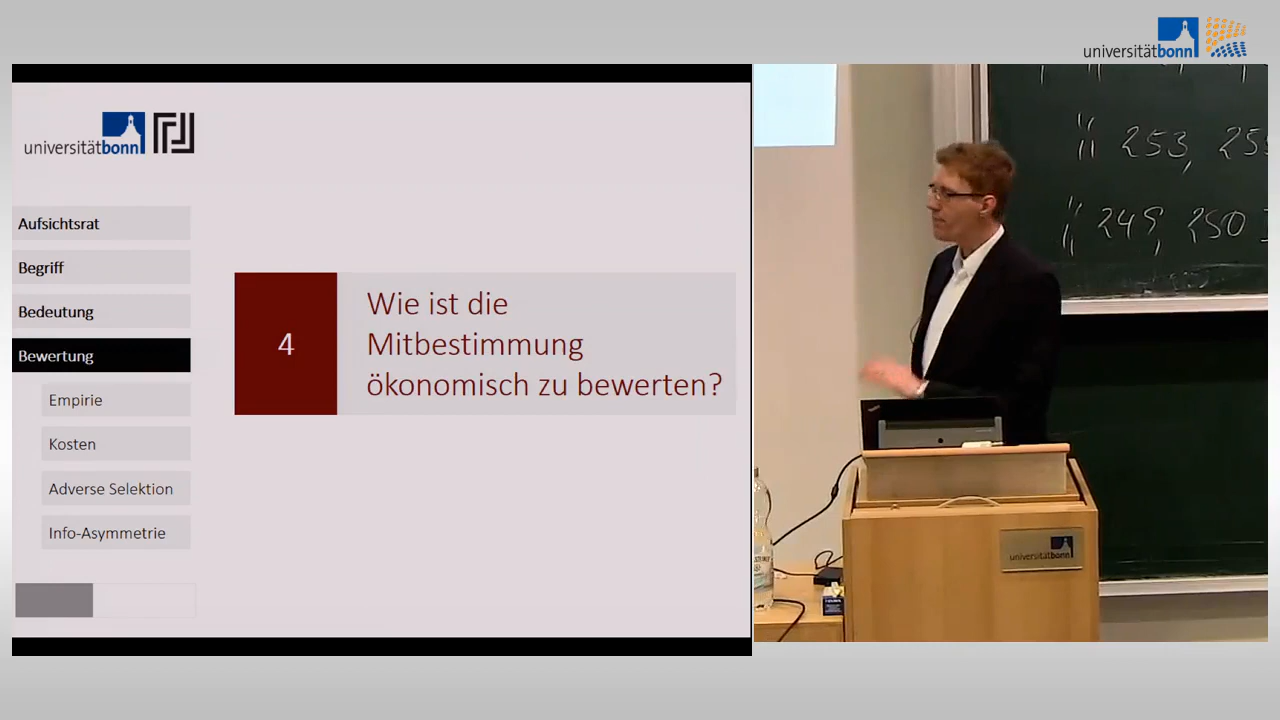 universitätbonn
universitätbonn
Aufsichtsrat
Begriff
Bedeutung
Bewertung
Empirie
Kosten
Adverse Selektion
Info-Asymmetrie
4
Wie ist die
Mitbestimmung
ökonomisch zu bewerten?
253, 25
249, 250
universitätbonn